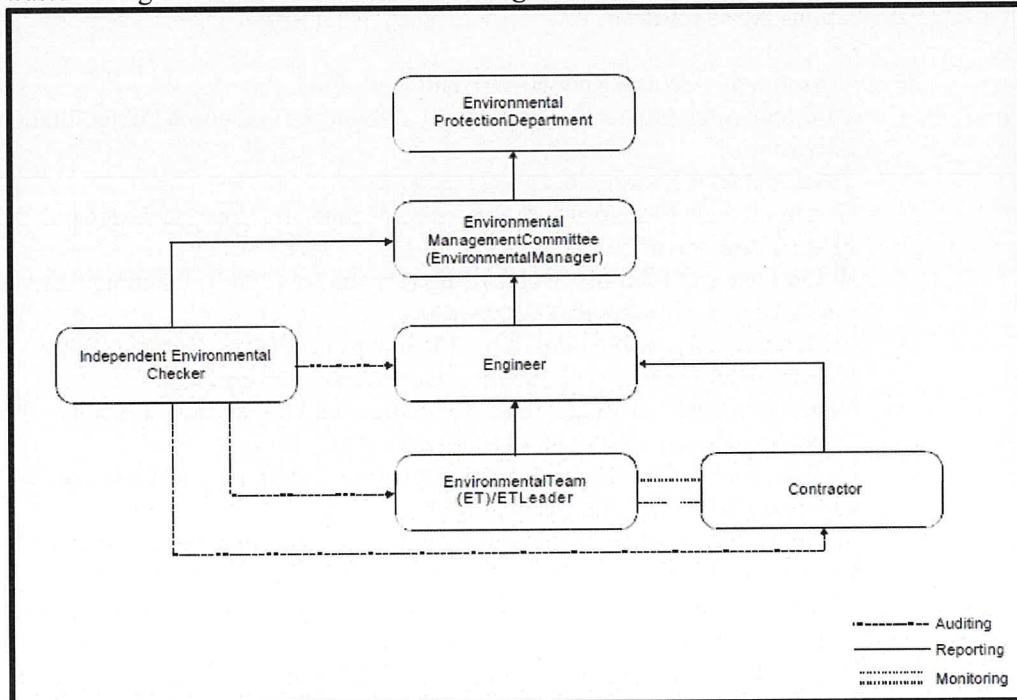 Environmental
ProtectionDepartment
Environmental
ManagementCommittee
(EnvironmentalManager)
Independent Environmental
Checker
Engineer
EnvironmentalTeam
(ET)/ETLeader
Contractor
Auditing
Reporting
Monitoring